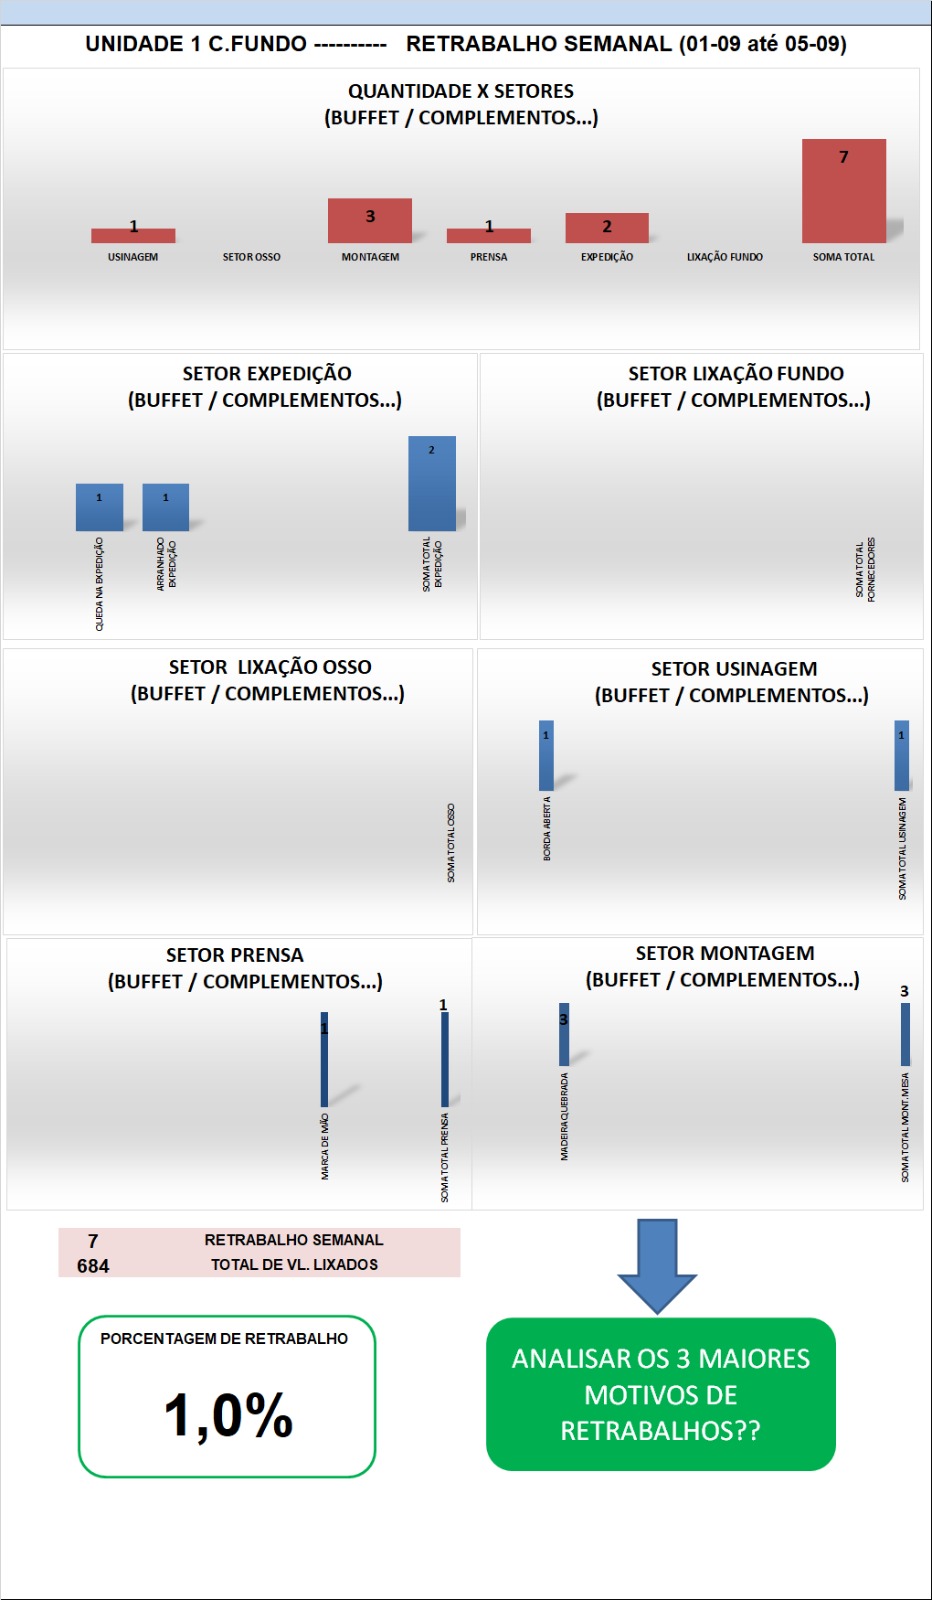 UNIDADE 1 C.FUNDO ---------- RETRABALHO SEMANAL (01-09 até 05-09)
QUANTIDADE X SETORES
(BUFFET / COMPLEMENTOS...)
1
3
1
2
7
USINAGEM
SETOR OSSO
MONTAGEM
PRENSA
EXPEDIÇÃO
LIXAÇÃO FUNDO
SOMA TOTAL
SETOR EXPEDIÇÃO
(BUFFET / COMPLEMENTOS...)
1
1
2
QUEDA NA EXPEDIÇÃO
ARRANHADO
EXPEDIÇÃO
SOMA TOTAL
EXPEDIÇÃO
SETOR LIXAÇÃO FUNDO
(BUFFET / COMPLEMENTOS...)
SOMA TOTAL
FORNECEDORES
SETOR LIXAÇÃO OSSO
(BUFFET / COMPLEMENTOS...)
SOMA TOTAL OSSO
SETOR USINAGEM
(BUFFET / COMPLEMENTOS...)
1
1
BORDA ABERTA
SOMA TOTAL USINAGEM
SETOR PRENSA
(BUFFET / COMPLEMENTOS...)
1
1
MARCA DE MÃO
SOMA TOTAL PRENSA
SETOR MONTAGEM
(BUFFET / COMPLEMENTOS...)
3
3
MADEIRA QUEBRADA
SOMA TOTAL MONT. MESA
7 RETRABALHO SEMANAL
684 TOTAL DE VL. LIXADOS
PORCENTAGEM DE RETRABALHO
1,0%
ANALISAR OS 3 MAIORES
MOTIVOS DE
RETRABALHOS??